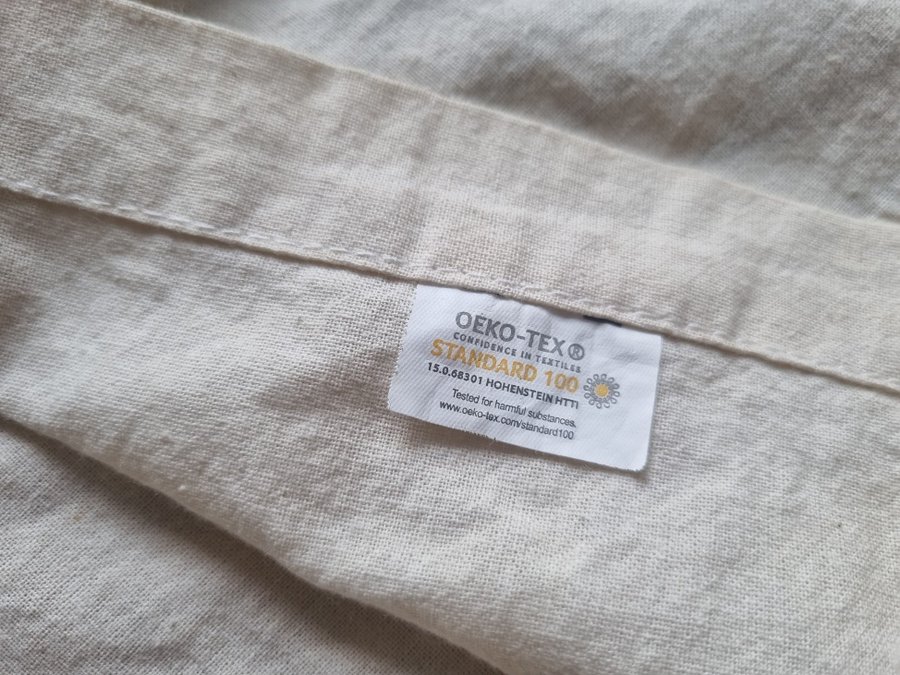 OEKO-TEX®
CONFIDENCE IN TEXTILES
STANDARD 100
15.0.68301 HOHENSTEIN HTTI
Tested for harmful substances.
www.oeko-tex.com/standard100